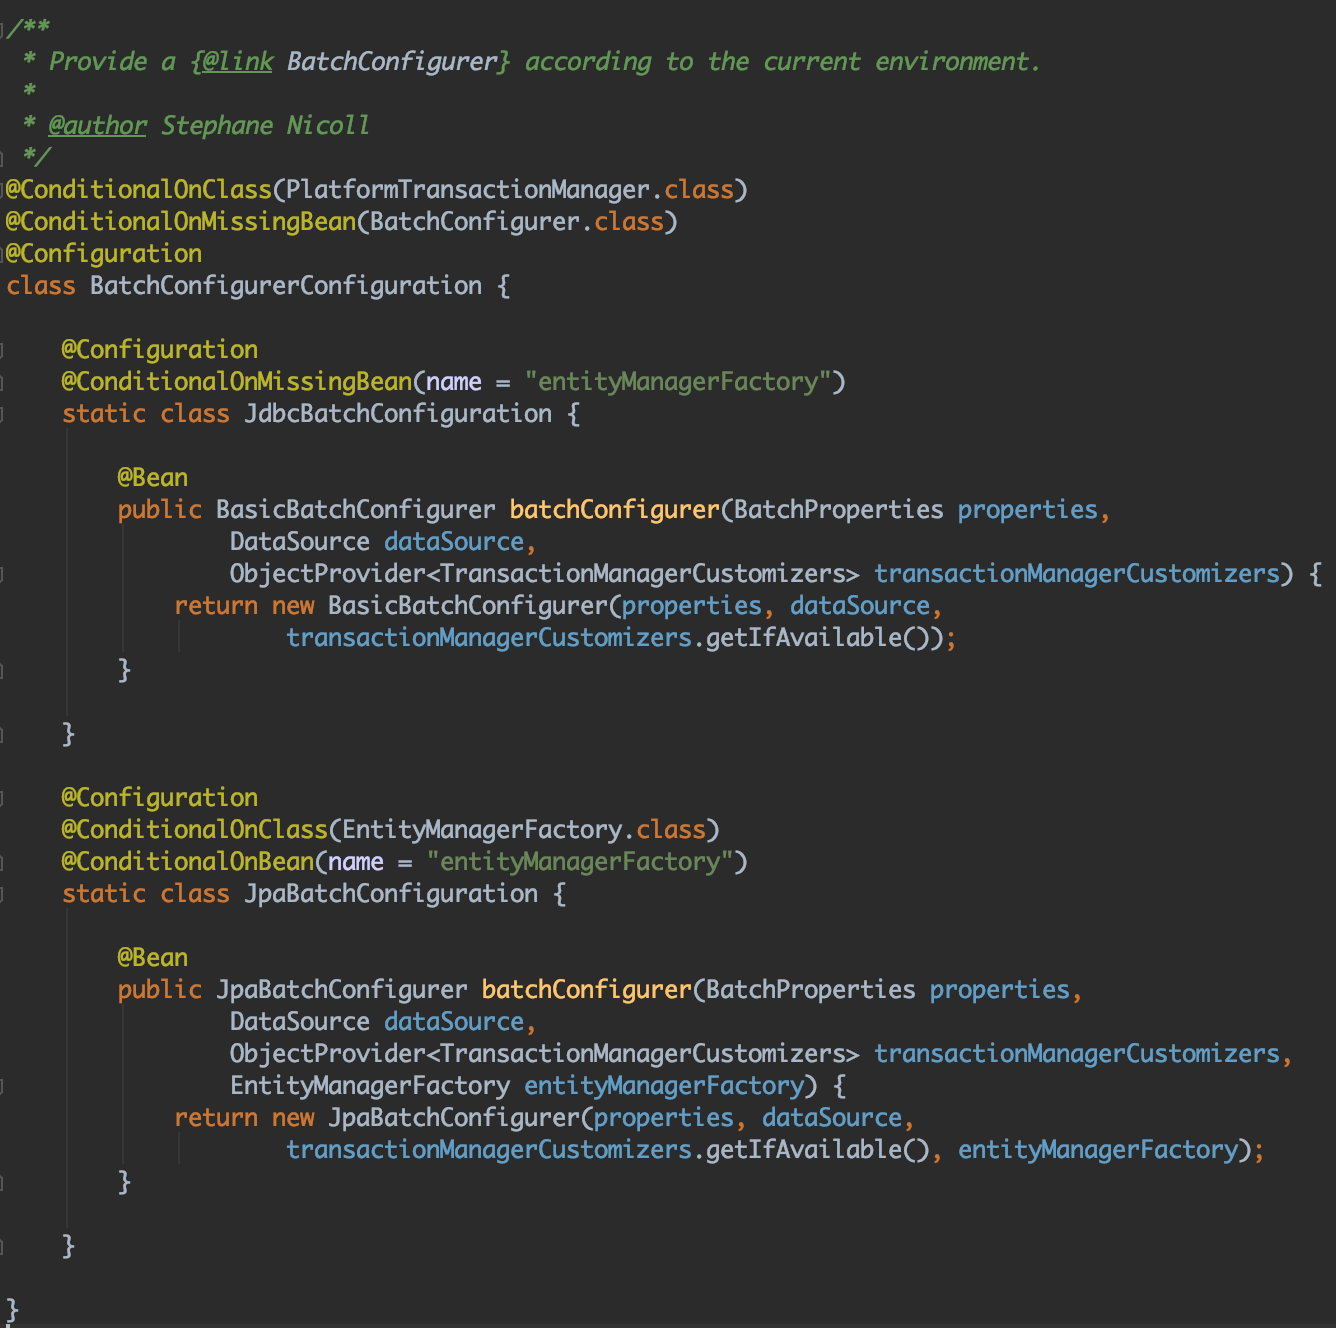 /**
 * Provide a {@link BatchConfigurer} according to the current environment.
 *
 * @author Stephane Nicoll
 */
@ConditionalOnClass(PlatformTransactionManager.class)
@ConditionalOnMissingBean(BatchConfigurer.class)
@Configuration
class BatchConfigurerConfiguration {

    @Configuration
    @ConditionalOnMissingBean(name = "entityManagerFactory")
    static class JdbcBatchConfiguration {

        @Bean
        public BasicBatchConfigurer batchConfigurer(BatchProperties properties,
                DataSource dataSource,
                ObjectProvider<TransactionManagerCustomizers> transactionManagerCustomizers) {
            return new BasicBatchConfigurer(properties, dataSource,
                    transactionManagerCustomizers.getIfAvailable());
        }

    }

    @Configuration
    @ConditionalOnClass(EntityManagerFactory.class)
    @ConditionalOnBean(name = "entityManagerFactory")
    static class JpaBatchConfiguration {

        @Bean
        public JpaBatchConfigurer batchConfigurer(BatchProperties properties,
                DataSource dataSource,
                ObjectProvider<TransactionManagerCustomizers> transactionManagerCustomizers,
                EntityManagerFactory entityManagerFactory) {
            return new JpaBatchConfigurer(properties, dataSource,
                    transactionManagerCustomizers.getIfAvailable(), entityManagerFactory);
        }

    }

}